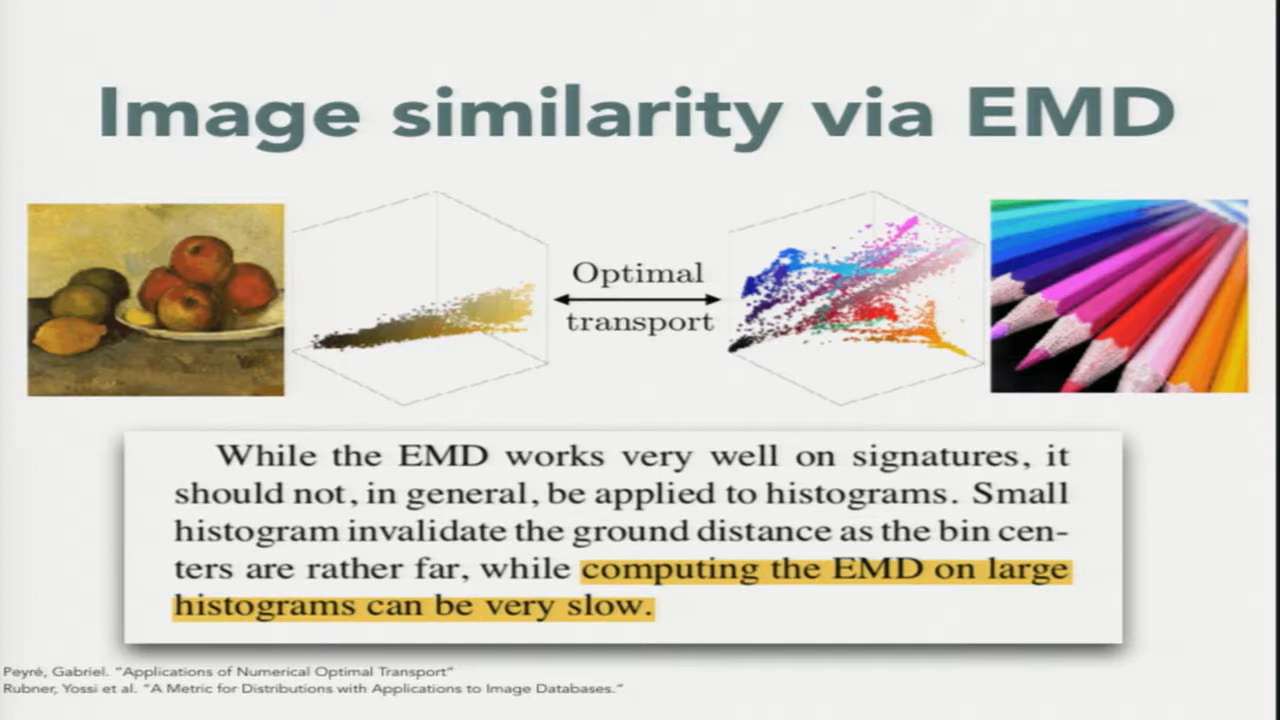 Image similarity via EMD
Optimal
transport
While the EMD works very well on signatures, it
should not, in general, be applied to histograms. Small
histogram invalidate the ground distance as the bin cen-
ters are rather far, while computing the EMD on large
histograms can be very slow.
Peyré, Gabriel. "Applications of Numerical Optimal Transport"
Rubner, Yossi et al. "A Metric for Distributions with Applications to Image Databases."